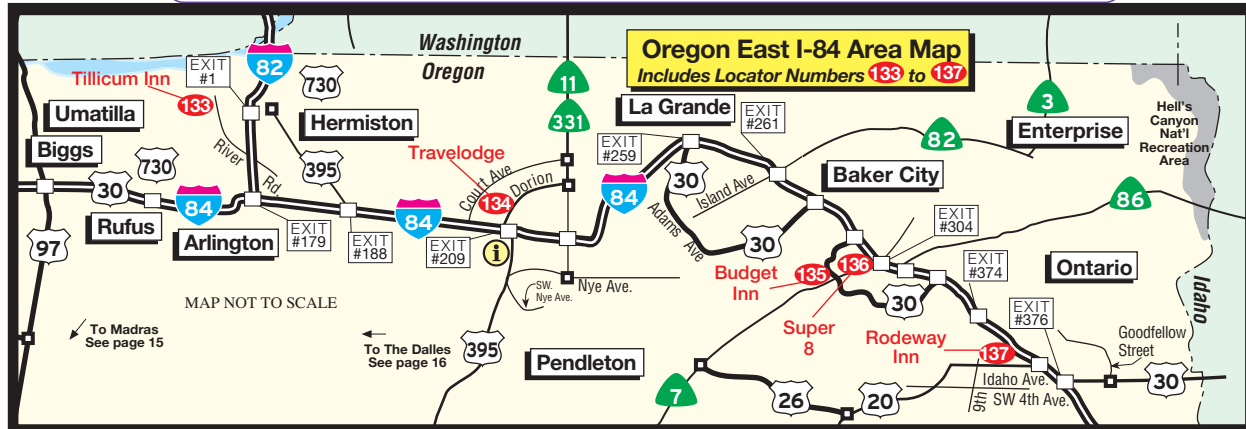 Washington
Oregon
Oregon East I-84 Area Map
Includes Locator Numbers 133 to 137
Tillicum Inn
133
EXIT
#1
82
730
11
331
La Grande
EXIT
#261
3
Hell's
Canyon
Nat'l
Recreation
Area
Umatilla
Hermiston
Enterprise
82
EXIT
#259
Biggs
730
River
Rd.
395
Travelodge
Court Ave
Dorion
134
30
Island Ave
Baker City
86
30
84
84
84
Adams Ave
30
EXIT
#304
Rufus
Arlington
EXIT
#179
EXIT
#188
EXIT
#209
i
97
Budget
Inn
135
136
EXIT
#374
Ontario
Idaho
SW.
Nye Ave.
Nye Ave.
30
MAP NOT TO SCALE
Super
8
Rodeway
Inn
137
EXIT
#376
Goodfellow
Street
To Madras
See page 15
To The Dalles
See page 16
395
Pendleton
7
26
20
9th
Idaho Ave.
SW 4th Ave.
30